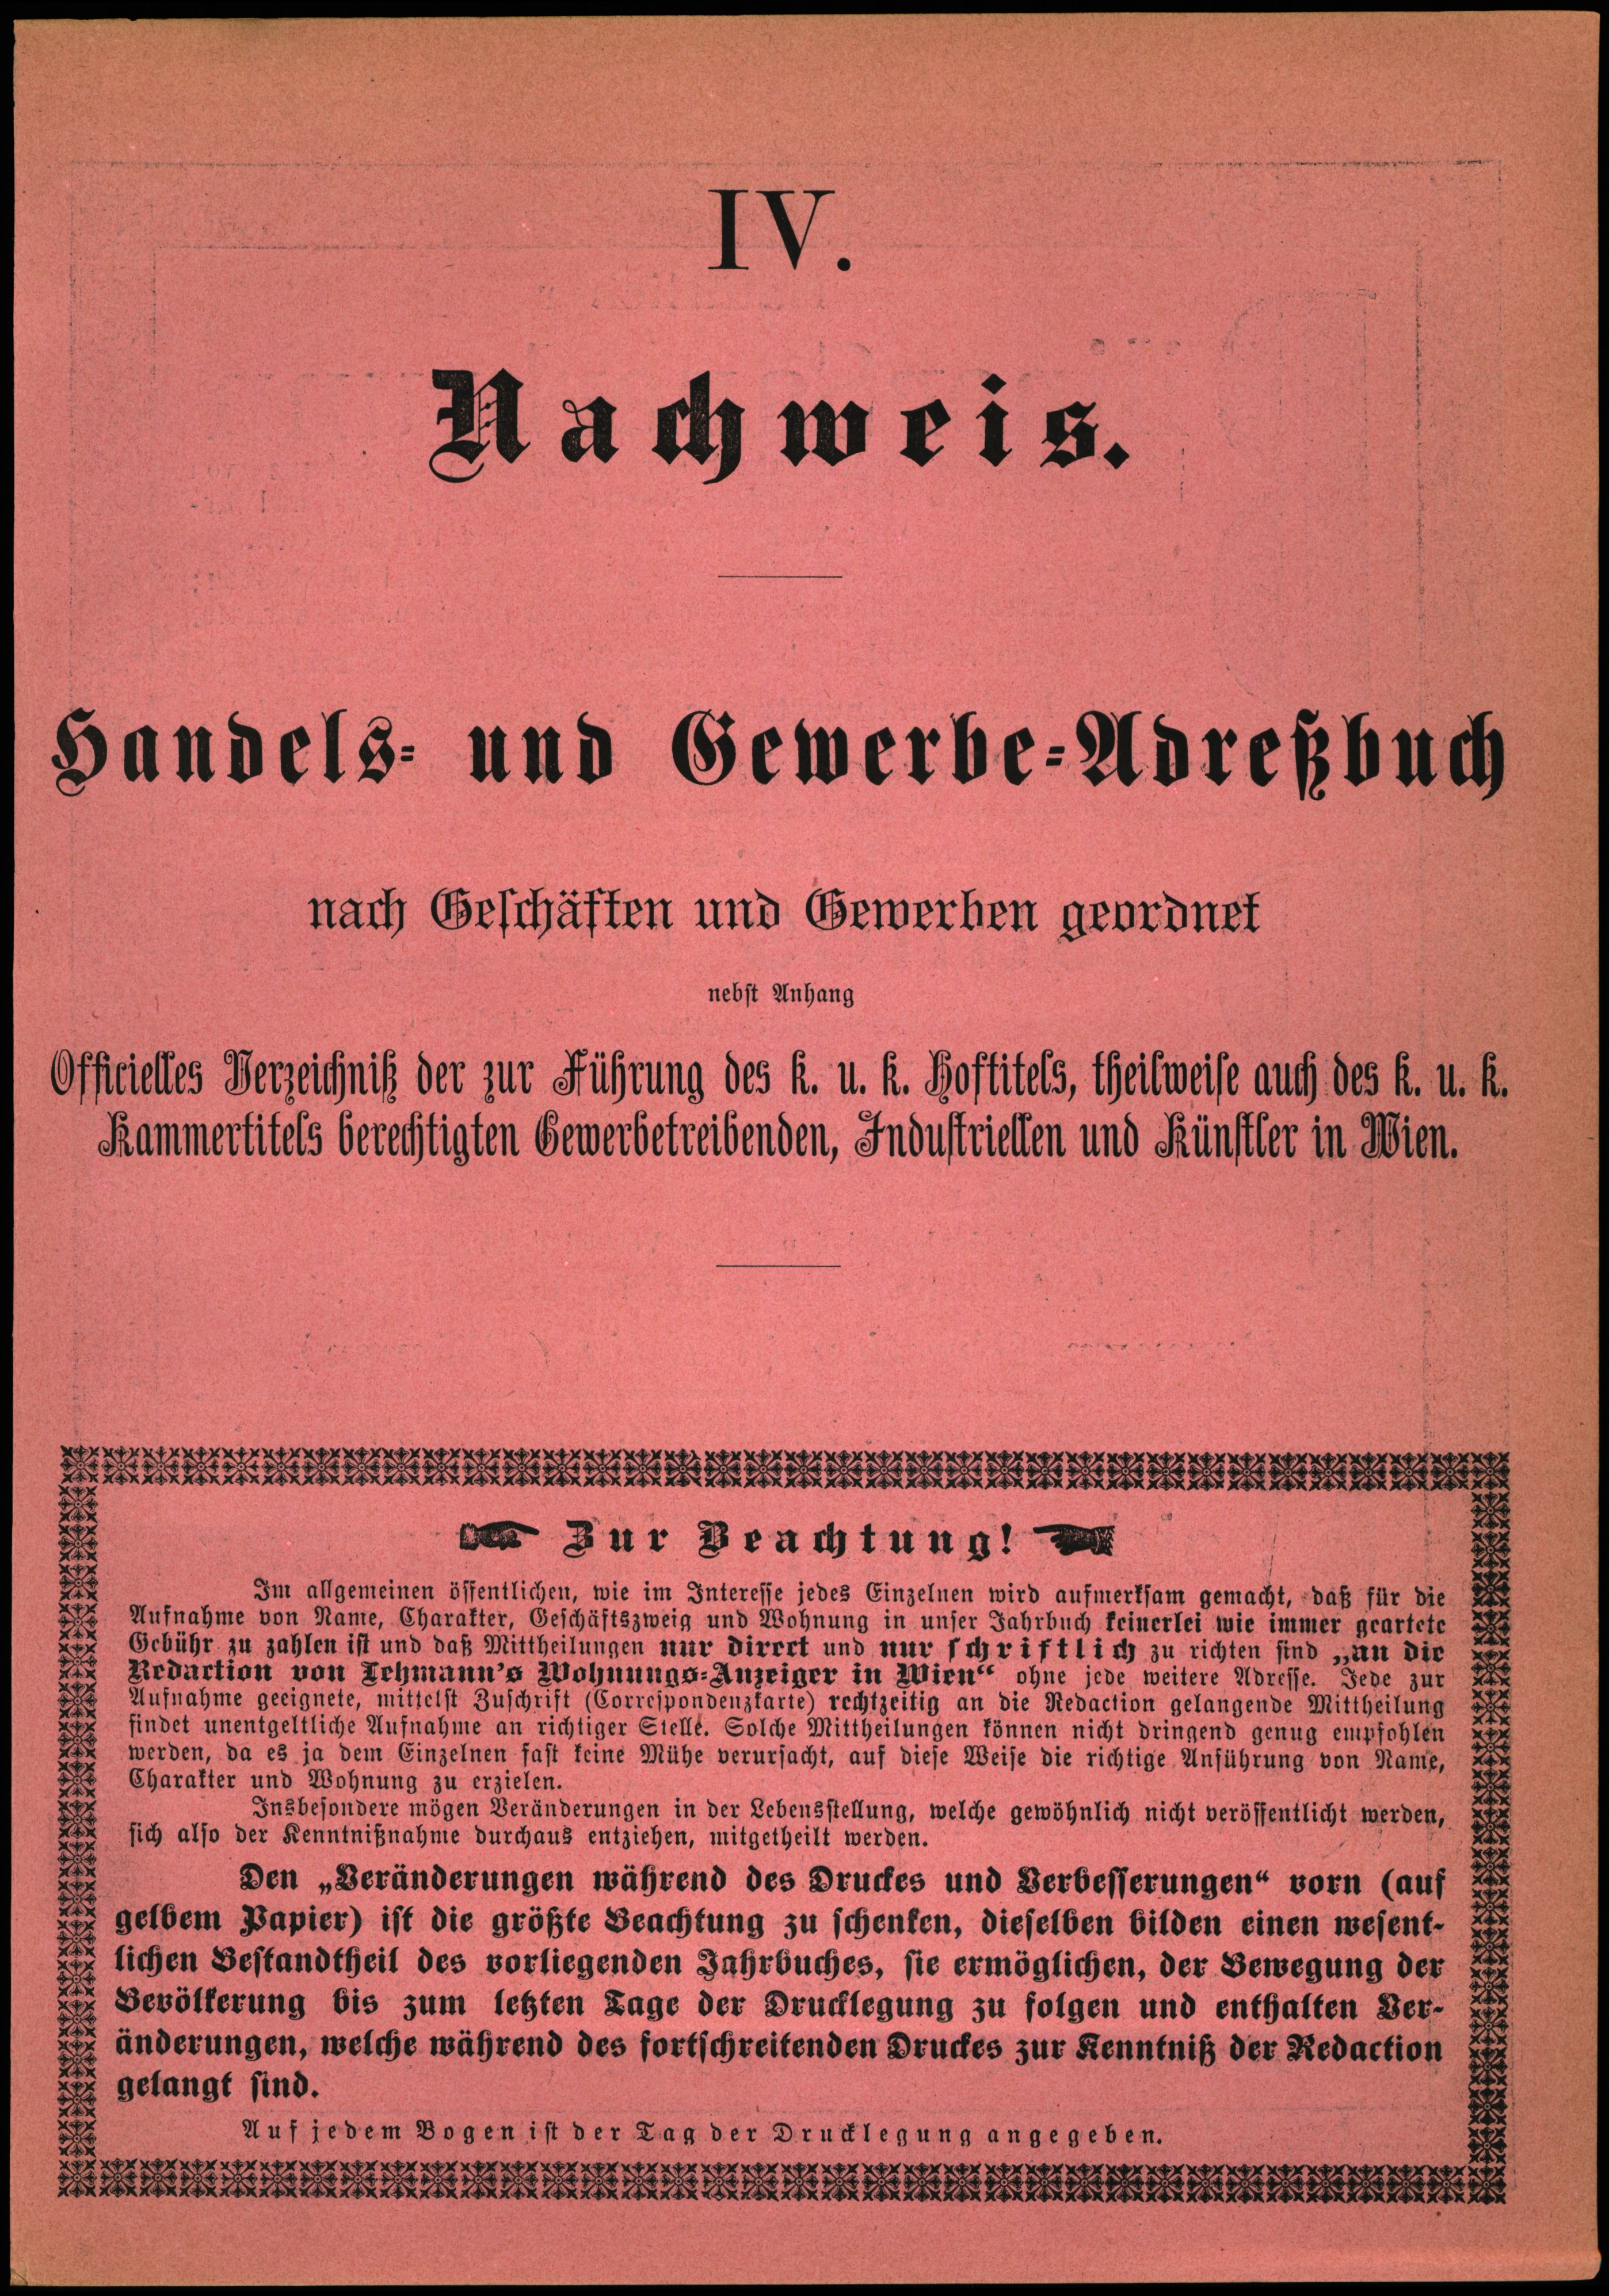 IV.
Nachweis.
Handels- und Gewerbe-Adreßbuch
nach Geschäften und Gewerben geordnet
nebst Anhang
Officielles Verzeichniß der zur Führung des k. u. k. Hoftitels, theilweise auch des k. u. k.
Kammertitels berechtigten Gewerbetreibenden, Industriellen und Künstler in Wien.
Zur Beachtung!
Im allgemeinen öffentlichen, wie im Interesse jedes Einzelnen wird aufmerksam gemacht, daß für die
Aufnahme von Name, Charakter, Geschäftszweig und Wohnung in unser Jahrbuch keinerlei wie immer geartete
Gebühr zu zahlen ist und daß Mittheilungen nur direct und nur schriftlich zu richten sind „an die
Redaction von Lehmann's Wohnungs-Anzeiger in Wien“ ohne jede weitere Adresse. Jede zur
Aufnahme geeignete, mittelst Zuschrift (Correspondenzkarte) rechtzeitig an die Redaction gelangende Mittheilung
findet unentgeltliche Aufnahme an richtiger Stelle. Solche Mittheilungen können nicht dringend genug empfohlen
werden, da es ja dem Einzelnen fast keine Mühe verursacht, auf diese Weise die richtige Anführung von Name,
Charakter und Wohnung zu erzielen.
Insbesondere mögen Veränderungen in der Lebensstellung, welche gewöhnlich nicht veröffentlicht werden,
sich also der Kenntnißnahme durchaus entziehen, mitgetheilt werden.
Den „Veränderungen während des Druckes und Verbesserungen“ vorn (auf
gelbem Papier) ist die größte Beachtung zu schenken, dieselben bilden einen wesent-
lichen Bestandtheil des vorliegenden Jahrbuches, sie ermöglichen, der Bewegung der
Bevölkerung bis zum letzten Tage der Drucklegung zu folgen und enthalten Ver-
änderungen, welche während des fortschreitenden Druckes zur Kenntniß der Redaction
gelangt sind.
Auf jedem Bogen ist der Tag der Drucklegung angegeben.